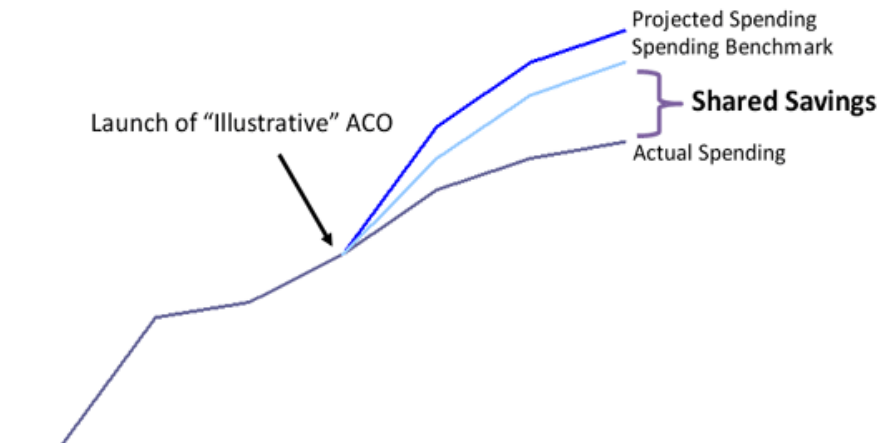 Projected Spending
Spending Benchmark
Shared Savings
Launch of “Illustrative” ACO
Actual Spending